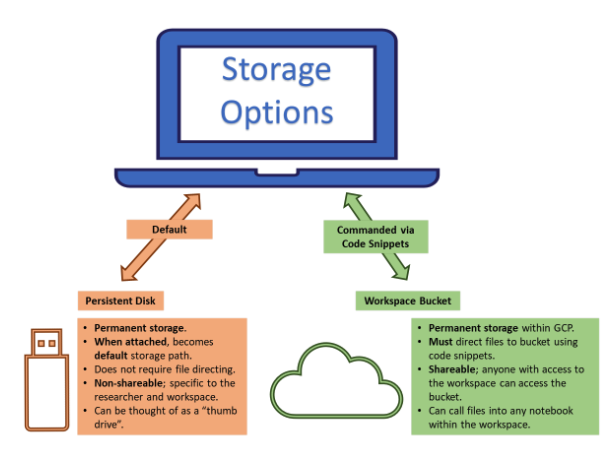 Storage
Options
Default
Commanded via
Code Snippets
Persistent Disk
• Permanent storage.
• When attached, becomes
default storage path.
• Does not require file directing.
• Non-shareable; specific to the
researcher and workspace.
• Can be thought of as a “thumb
drive”.
Workspace Bucket
• Permanent storage within GCP.
• Must direct files to bucket using
code snippets.
• Shareable; anyone with access to
the workspace can access the
bucket.
• Can call files into any notebook
within the workspace.